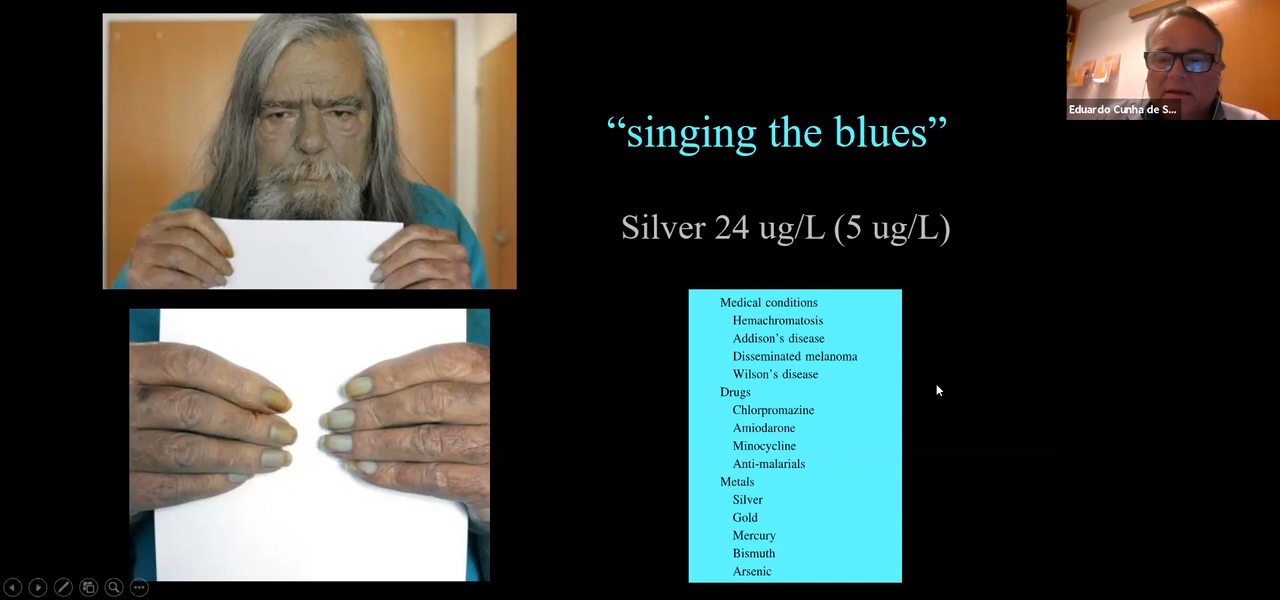 “singing the blues”
Eduardo Cunha de S...
Silver 24 ug/L (5 ug/L)
Medical conditions
Hemachromatosis
Addison's disease
Disseminated melanoma
Wilson's disease
Drugs
Chlorpromazine
Amiodarone
Minocycline
Anti-malarials
Metals
Silver
Gold
Mercury
Bismuth
Arsenic